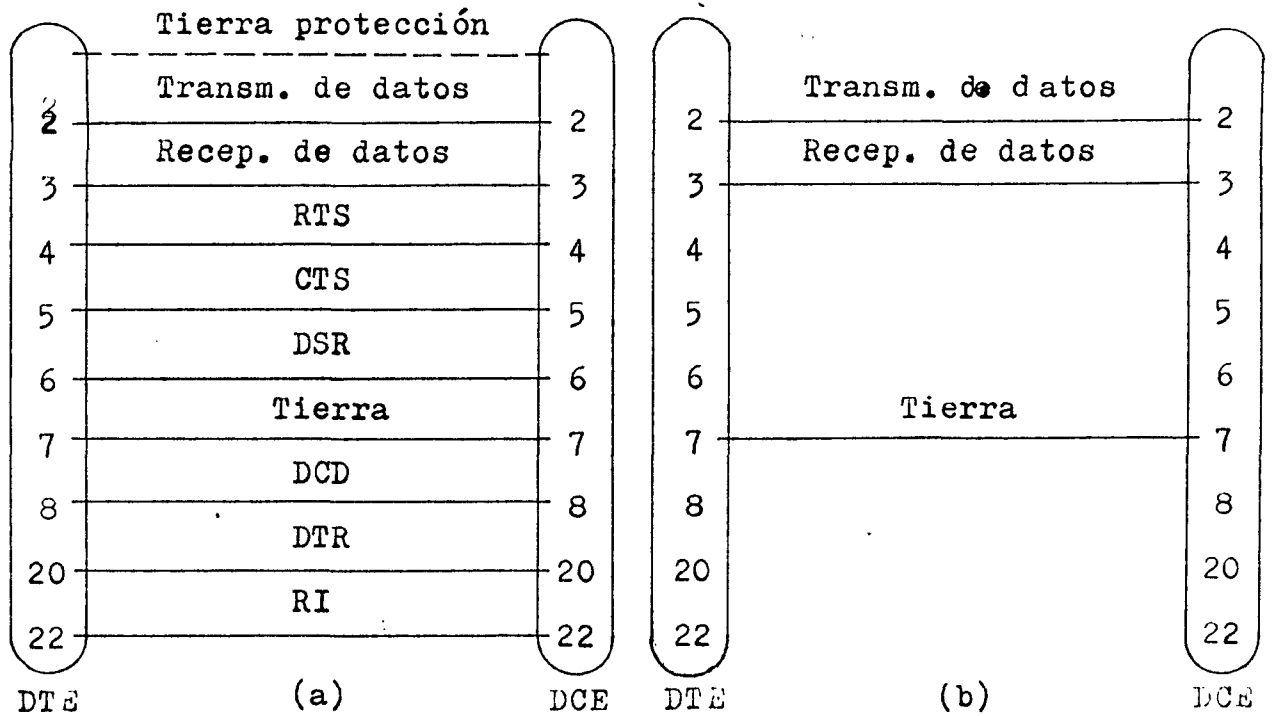 Tierra protección
Transm. de datos
2 2
Recep. de datos
3 3
RTS
4 4
CTS
5 5
DSR
6 6
Tierra
7 7
DCD
8 8
DTR
20 20
RI
22 22
DTE (a) DCE
Transm. de datos
2 2
Recep. de datos
3 3
4 4
5 5
6 6
Tierra
7 7
8 8
20 20
22 22
DTE (b) DCE